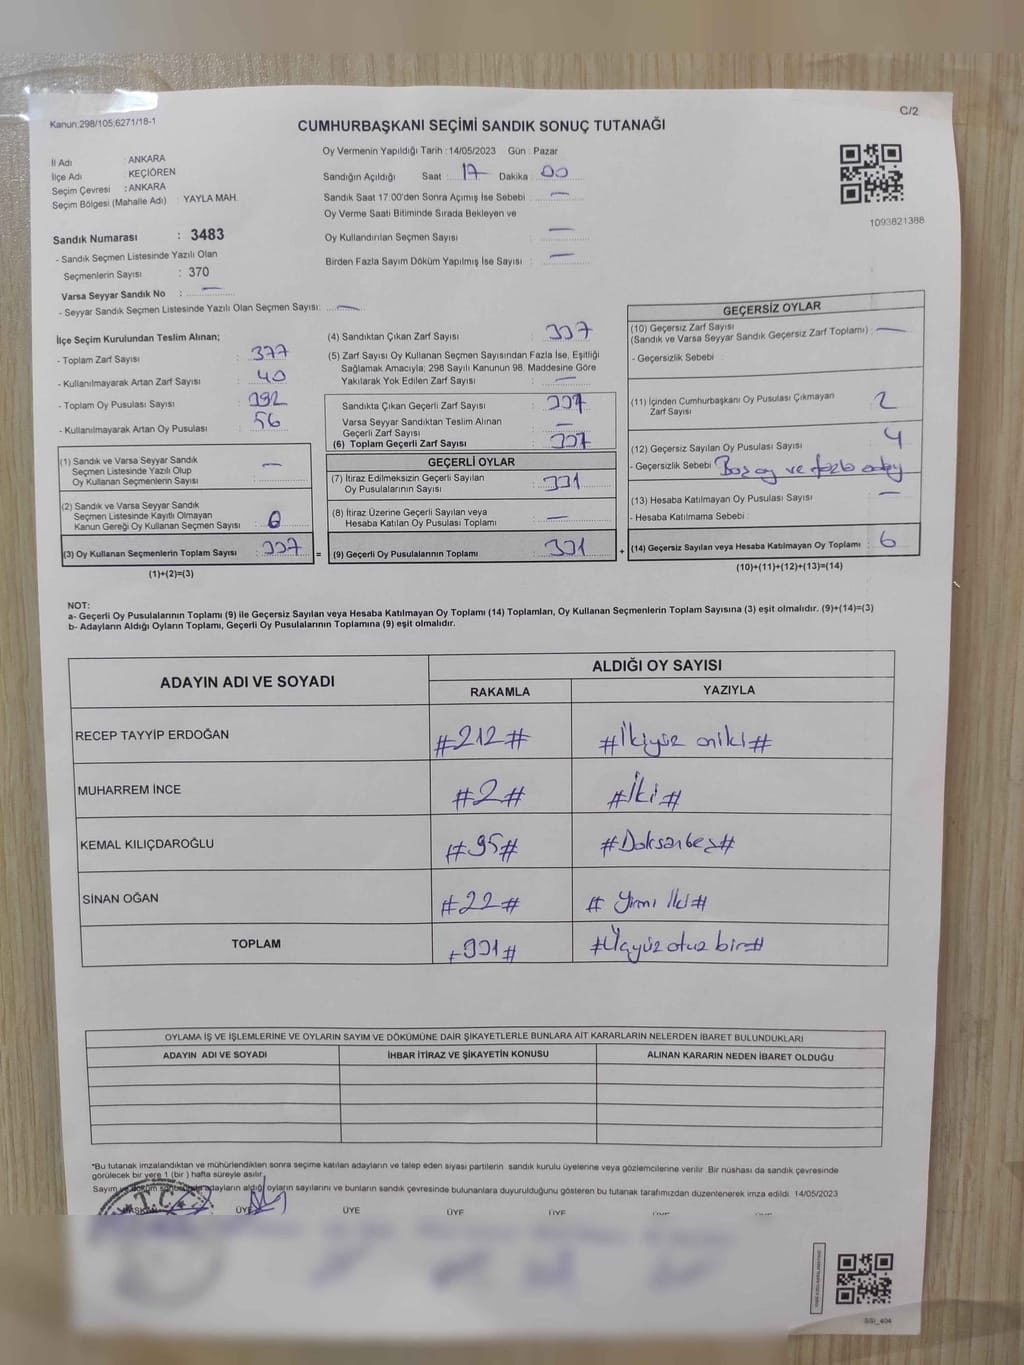 Kanun:298/105;6271/18-1
C/2
CUMHURBAŞKANI SEÇİMİ SANDIK SONUÇ TUTANAĞI
Oy Vermenin Yapıldığı Tarih : 14/05/2023 Gün : Pazar
İl Adı : ANKARA
İlçe Adı : KEÇİÖREN
Seçim Çevresi : ANKARA
Seçim Bölgesi (Mahalle Adı) : YAYLA MAH.
Sandığın Açıldığı Saat : 17 Dakika : 00
Sandık Saat 17:00'den Sonra Açımış İse Sebebi : —
Oy Verme Saati Bitiminde Sırada Bekleyen ve
Oy Kullandırılan Seçmen Sayısı : —
Birden Fazla Sayım Döküm Yapılmış İse Sayısı : —
1093821388
Sandık Numarası : 3483
- Sandık Seçmen Listesinde Yazılı Olan
Seçmenlerin Sayısı : 370
Varsa Seyyar Sandık No : —
- Seyyar Sandık Seçmen Listesinde Yazılı Olan Seçmen Sayısı: —
İlçe Seçim Kurulundan Teslim Alınan;
- Toplam Zarf Sayısı : 377
- Kullanılmayarak Artan Zarf Sayısı : 40
- Toplam Oy Pusulası Sayısı : 392
- Kullanılmayarak Artan Oy Pusulası : 56
(1) Sandık ve Varsa Seyyar Sandık
Seçmen Listesinde Yazılı Olup
Oy Kullanan Seçmenlerin Sayısı : —
(2) Sandık ve Varsa Seyyar Sandık
Seçmen Listesinde Kayıtlı Olmayan
Kanun Gereği Oy Kullanan Seçmen Sayısı :
(3) Oy Kullanan Seçmenlerin Toplam Sayısı : 337
(1)+(2)=(3)
(4) Sandıktan Çıkan Zarf Sayısı : 337
(5) Zarf Sayısı Oy Kullanan Seçmen Sayısından Fazla İse, Eşitliği
Sağlamak Amacıyla; 298 Sayılı Kanunun 98. Maddesine Göre
Yakılarak Yok Edilen Zarf Sayısı : —
Sandıkta Çıkan Geçerli Zarf Sayısı : 337
Varsa Seyyar Sandıktan Teslim Alınan
Geçerli Zarf Sayısı : —
(6) Toplam Geçerli Zarf Sayısı : 337
GEÇERLİ OYLAR
(7) İtiraz Edilmeksizin Geçerli Sayılan
Oy Pusulalarının Sayısı : 331
(8) İtiraz Üzerine Geçerli Sayılan veya
Hesaba Katılan Oy Pusulası Toplamı : —
= (9) Geçerli Oy Pusulalarının Toplamı : 331
GEÇERSİZ OYLAR
(10) Geçersiz Zarf Sayısı
(Sandık ve Varsa Seyyar Sandık Geçersiz Zarf Toplamı) : —
- Geçersizlik Sebebi :
(11) İçinden Cumhurbaşkanı Oy Pusulası Çıkmayan
Zarf Sayısı : 2
(12) Geçersiz Sayılan Oy Pusulası Sayısı : 4
- Geçersizlik Sebebi : Boş oy ve fazla aday
(13) Hesaba Katılmayan Oy Pusulası Sayısı : —
- Hesaba Katılmama Sebebi :
+ (14) Geçersiz Sayılan veya Hesaba Katılmayan Oy Toplamı : 6
(10)+(11)+(12)+(13)=(14)
NOT:
a- Geçerli Oy Pusulalarının Toplamı (9) ile Geçersiz Sayılan veya Hesaba Katılmayan Oy Toplamı (14) Toplamları, Oy Kullanan Seçmenlerin Toplam Sayısına (3) eşit olmalıdır. (9)+(14)=(3)
b- Adayların Aldığı Oyların Toplamı, Geçerli Oy Pusulalarının Toplamına (9) eşit olmalıdır.
ADAYIN ADI VE SOYADI
ALDIĞI OY SAYISI
RAKAMLA YAZIYLA
RECEP TAYYİP ERDOĞAN #212# #İkiyüz oniki#
MUHARREM İNCE #2# #İki#
KEMAL KILIÇDAROĞLU #95# #Doksanbeş#
SİNAN OĞAN #22# #Yirmi İki#
TOPLAM #331# #Üçyüz otuz bir#
OYLAMA İŞ VE İŞLEMLERİNE VE OYLARIN SAYIM VE DÖKÜMÜNE DAİR ŞİKAYETLERLE BUNLARA AİT KARARLARIN NELERDEN İBARET BULUNDUKLARI
ADAYIN ADI VE SOYADI İHBAR İTİRAZ VE ŞİKAYETİN KONUSU ALINAN KARARIN NEDEN İBARET OLDUĞU
*Bu tutanak imzalandıktan ve mühürlendikten sonra seçime katılan adayların ve talep eden siyasi partilerin sandık kurulu üyelerine veya gözlemcilerine verilir. Bir nüshası da sandık çevresinde
görülecek bir yere 1 (bir) hafta süreyle asılır.
Sayım ve döküm adayların aldığı oyların sayılarını ve bunların sandık çevresinde bulunanlara duyurulduğunu gösteren bu tutanak tarafımızdan düzenlenerek imza edildi. 14/05/2023
T.C.
BAŞKAN ÜYE ÜYE ÜYE ÜYE
SSI_404